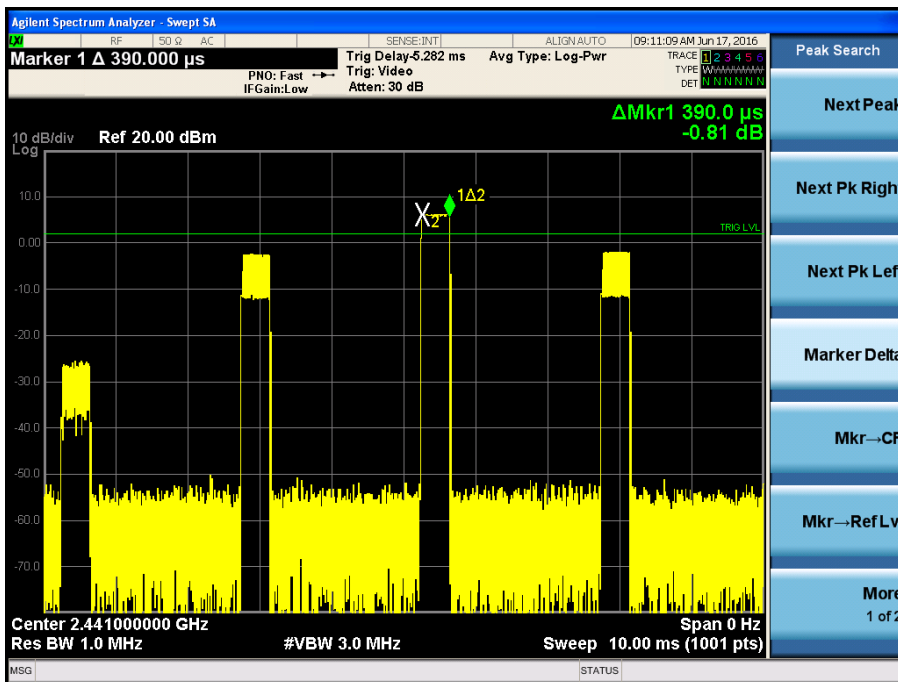 Agilent Spectrum Analyzer - Swept SA
LXI RF 50 Ω AC SENSE:INT ALIGN AUTO 09:11:09 AM Jun 17, 2016
Marker 1 Δ 390.000 µs
Trig Delay-5.282 ms Avg Type: Log-Pwr
TRACE 1 2 3 4 5 6
PNO: Fast Trig: Video
TYPE W
IFGain:Low Atten: 30 dB
DET N N N N N N
Peak Search
Next Peak
Next Pk Right
Next Pk Left
Marker Delta
Mkr→CF
Mkr→Ref Lv
More
1 of 2
ΔMkr1 390.0 µs
-0.81 dB
10 dB/div Ref 20.00 dBm
Log
10.0
0.00
-10.0
-20.0
-30.0
-40.0
-50.0
-60.0
-70.0
X2
1Δ2
TRIG LVL
Center 2.441000000 GHz Span 0 Hz
Res BW 1.0 MHz #VBW 3.0 MHz Sweep 10.00 ms (1001 pts)
MSG STATUS